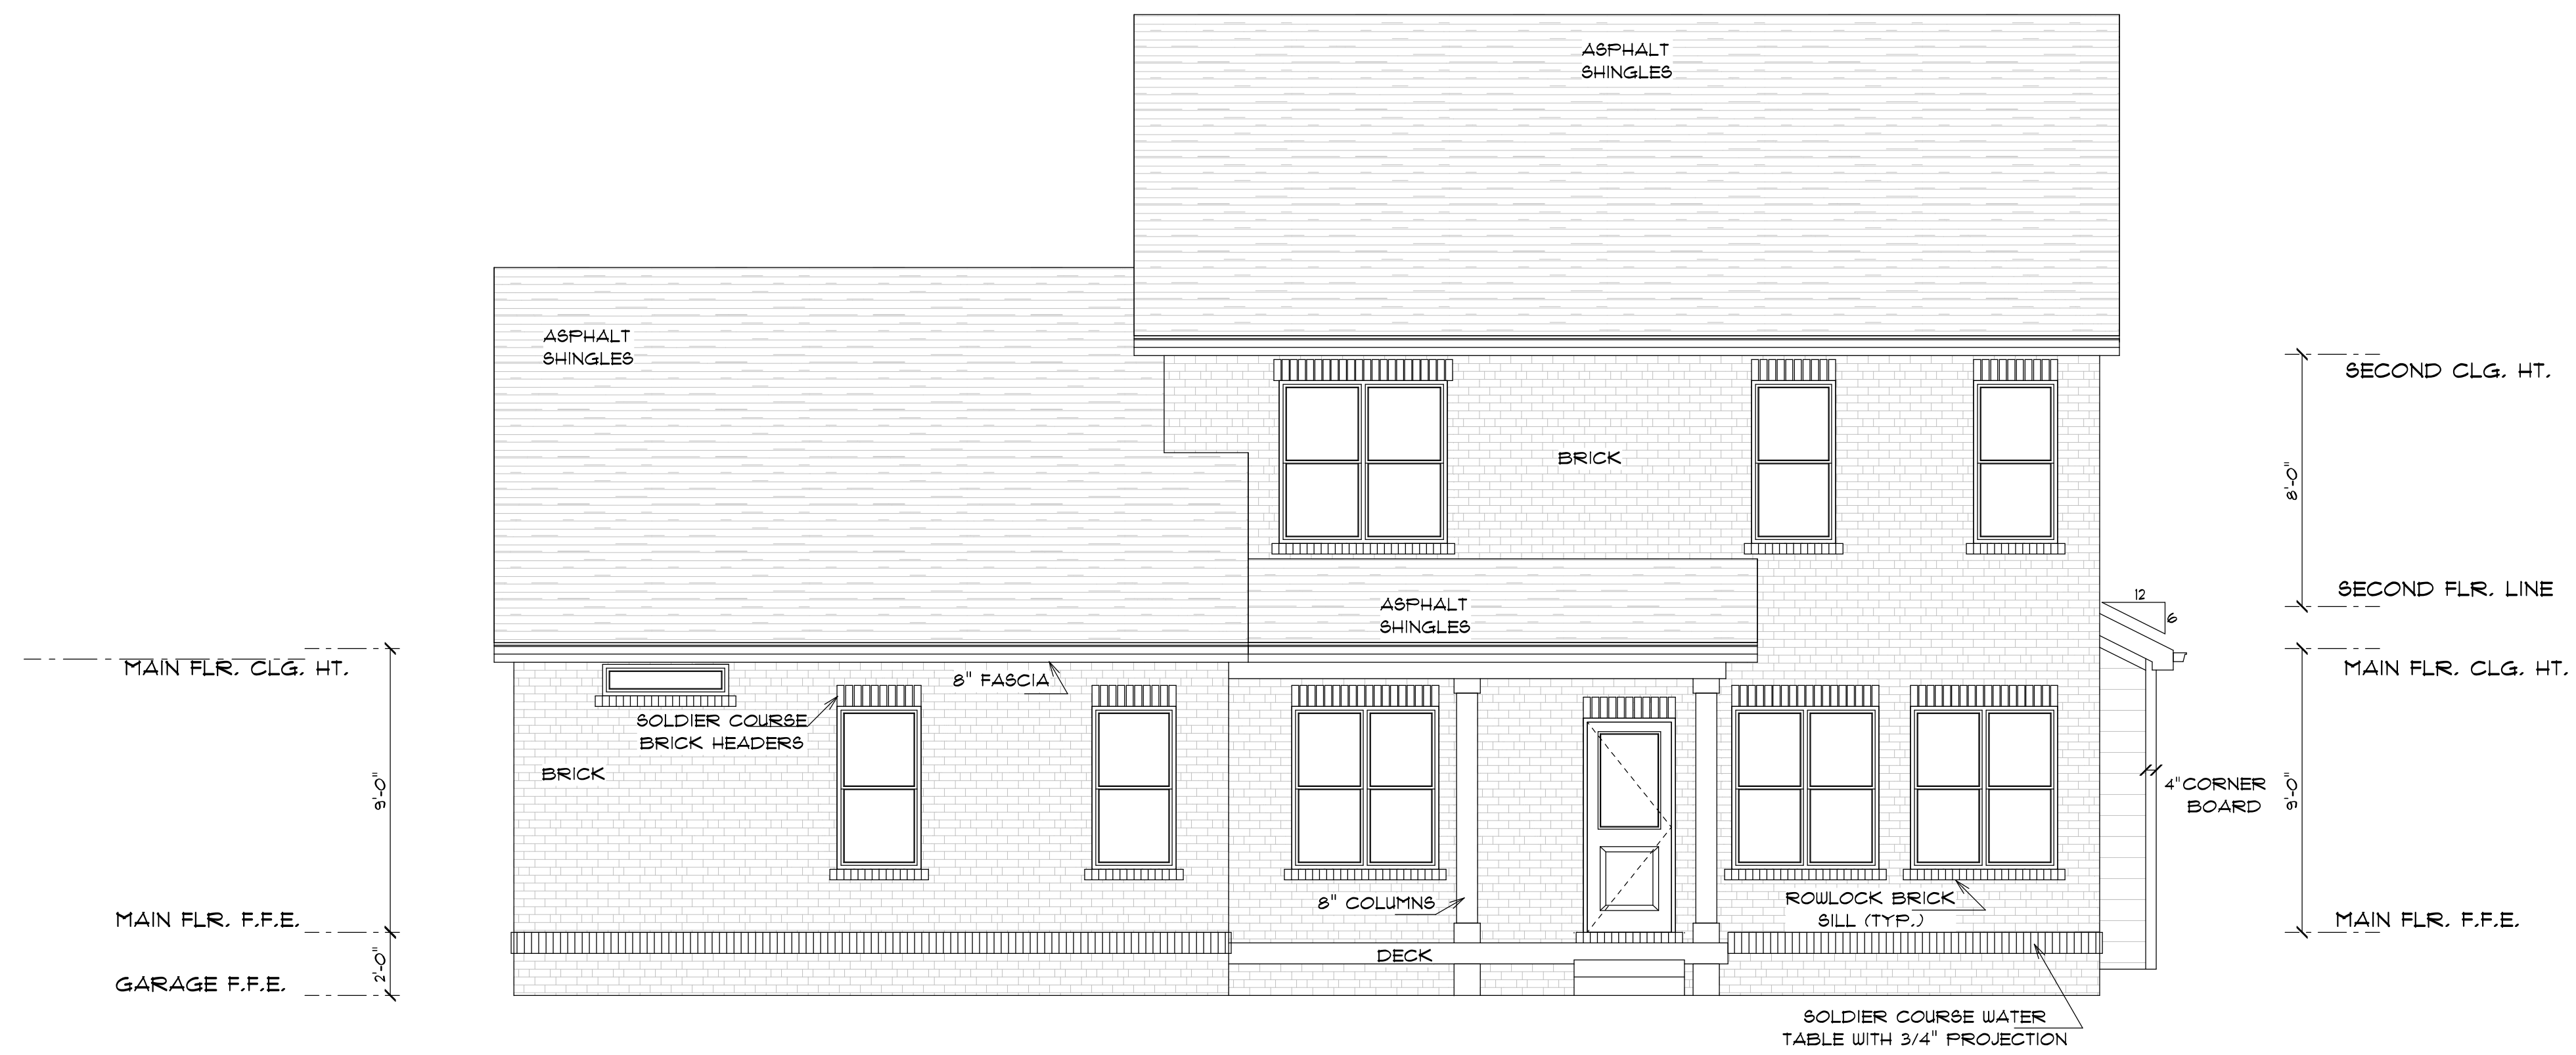 ASPHALT
SHINGLES
ASPHALT
SHINGLES
SECOND CLG. HT.
BRICK
8'-0"
SECOND FLR. LINE
12
6
ASPHALT
SHINGLES
MAIN FLR. CLG. HT.
8" FASCIA
MAIN FLR. CLG. HT.
SOLDIER COURSE
BRICK HEADERS
BRICK
9'-0"
4" CORNER
BOARD
9'-0"
8" COLUMNS
ROWLOCK BRICK
SILL (TYP.)
MAIN FLR. F.F.E.
MAIN FLR. F.F.E.
DECK
2'-0"
GARAGE F.F.E.
SOLDIER COURSE WATER
TABLE WITH 3/4" PROJECTION